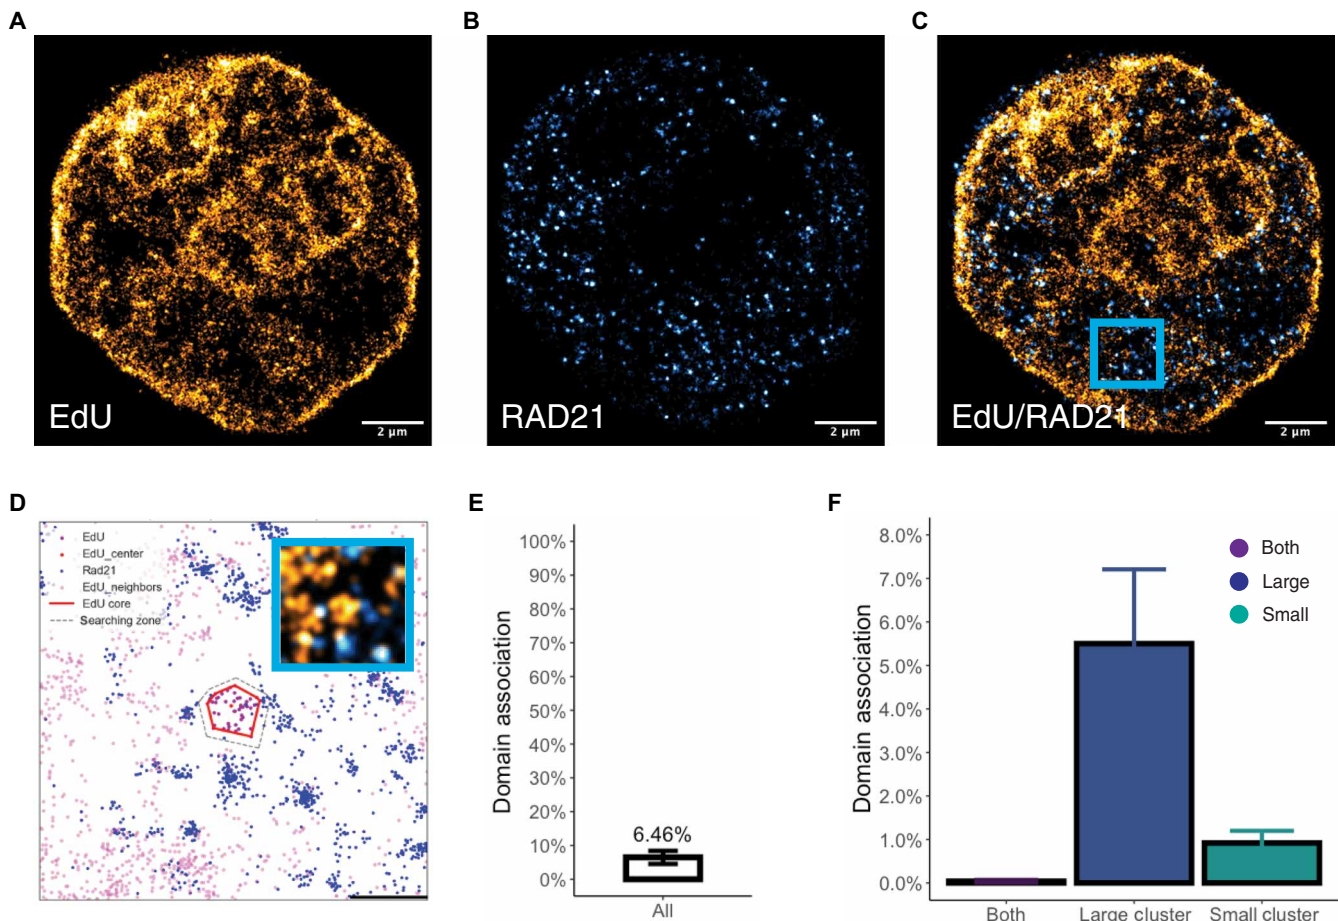 A
B
C
EdU
2 µm
RAD21
2 µm
EdU/RAD21
2 µm
D
E
F
EdU
EdU_center
Rad21
EdU_neighbors
EdU core
Searching zone
Domain association
100%
90%
80%
70%
60%
50%
40%
30%
20%
10%
0%
6.46%
All
Domain association
8.0%
7.0%
6.0%
5.0%
4.0%
3.0%
2.0%
1.0%
0.0%
Both
Large
Small
Both
Large cluster
Small cluster